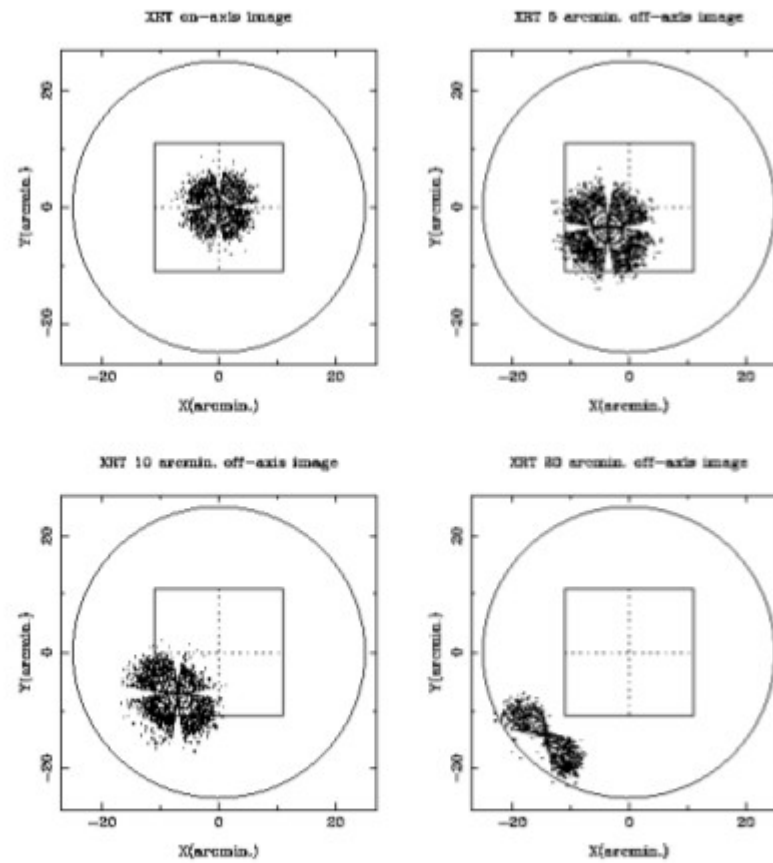 XRT on-axis image
XRT 5 arcmin. off-axis image
20
0
-20
Y(arcmin.)
-20 0 20
X(arcmin.)
20
0
-20
Y(arcmin.)
-20 0 20
X(arcmin.)
XRT 10 arcmin. off-axis image
XRT 20 arcmin. off-axis image
20
0
-20
Y(arcmin.)
-20 0 20
X(arcmin.)
20
0
-20
Y(arcmin.)
-20 0 20
X(arcmin.)